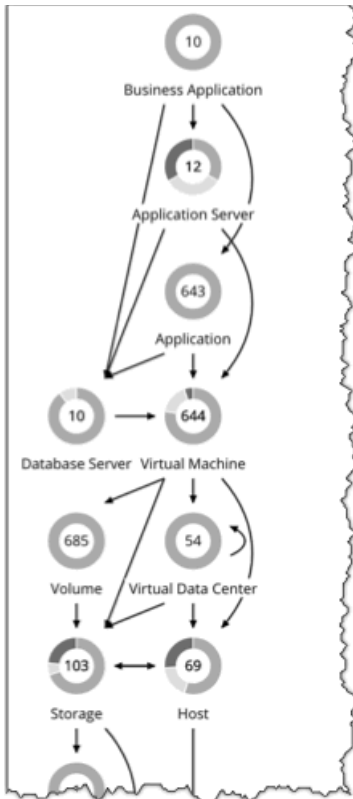 10
Business Application
12
Application Server
643
Application
10 644
Database Server Virtual Machine
685 54
Volume Virtual Data Center
103 69
Storage Host